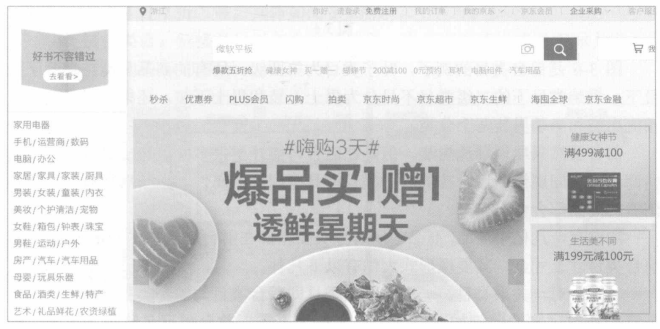 好书不容错过
去看看>
浙江
你好，请登录 免费注册 我的订单 我的京东 京东会员 企业采购 客户服
微软平板
我
爆款五折抢 健康女神 买一赠一 蝴蝶节 200减100 0元预约 耳机 电脑组件 汽车用品
秒杀 优惠券 PLUS会员 闪购 拍卖 京东时尚 京东超市 京东生鲜 海囤全球 京东金融
家用电器
手机/运营商/数码
电脑/办公
家居/家具/家装/厨具
男装/女装/童装/内衣
美妆/个护清洁/宠物
女鞋/箱包/钟表/珠宝
男鞋/运动/户外
房产/汽车/汽车用品
母婴/玩具乐器
食品/酒类/生鲜/特产
艺术/礼品鲜花/农资绿植
#嗨购3天#
爆品买1赠1
透鲜星期天
健康女神节
满499减100
生活美不同
满199元减100元